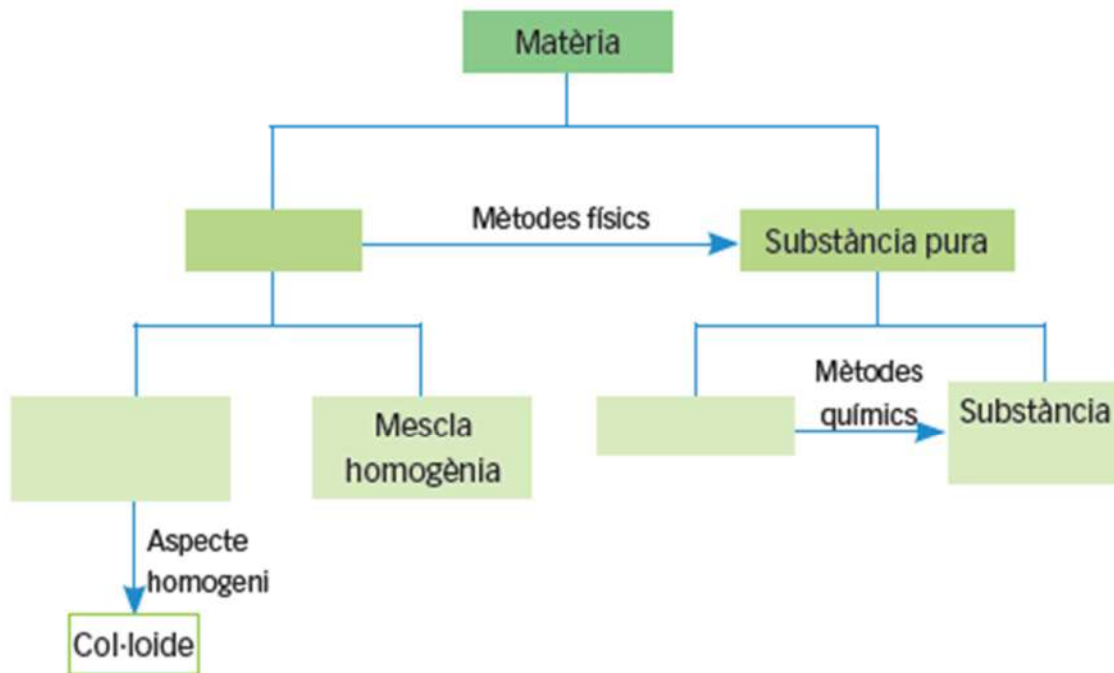 Matèria
Mètodes físics
Substància pura
Mescla
homogènia
Mètodes
químics
Substància
Aspecte
homogeni
Col·loide